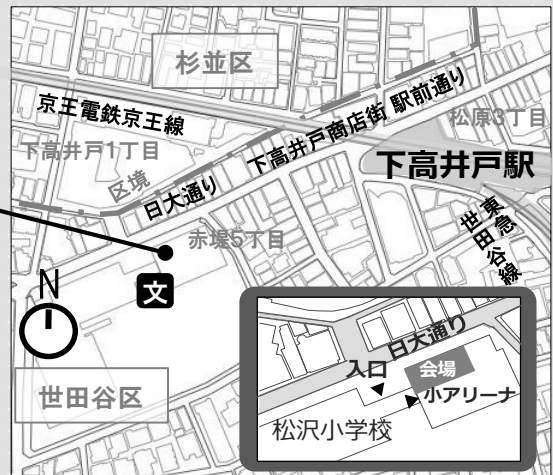 杉並区
京王電鉄京王線
下高井戸商店街 駅前通り
松原3丁目
下高井戸1丁目
下高井戸駅
区境
日大通り
赤堤5丁目
東急
世田谷線
文
N
世田谷区
日大通り
入口
会場
小アリーナ
松沢小学校